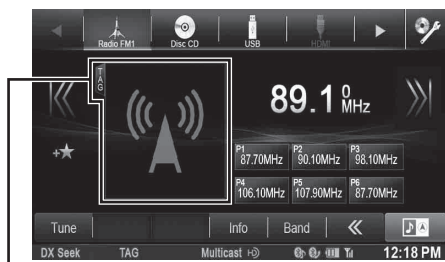 Radio FM1 Disc CD USB HDMI
TAG
89.1 MHz
P1 87.70MHz P2 90.10MHz P3 98.10MHz
P4 106.10MHz P5 107.90MHz P6 87.70MHz
Tune Info Band
DX Seek TAG Multicast HD 12:18 PM